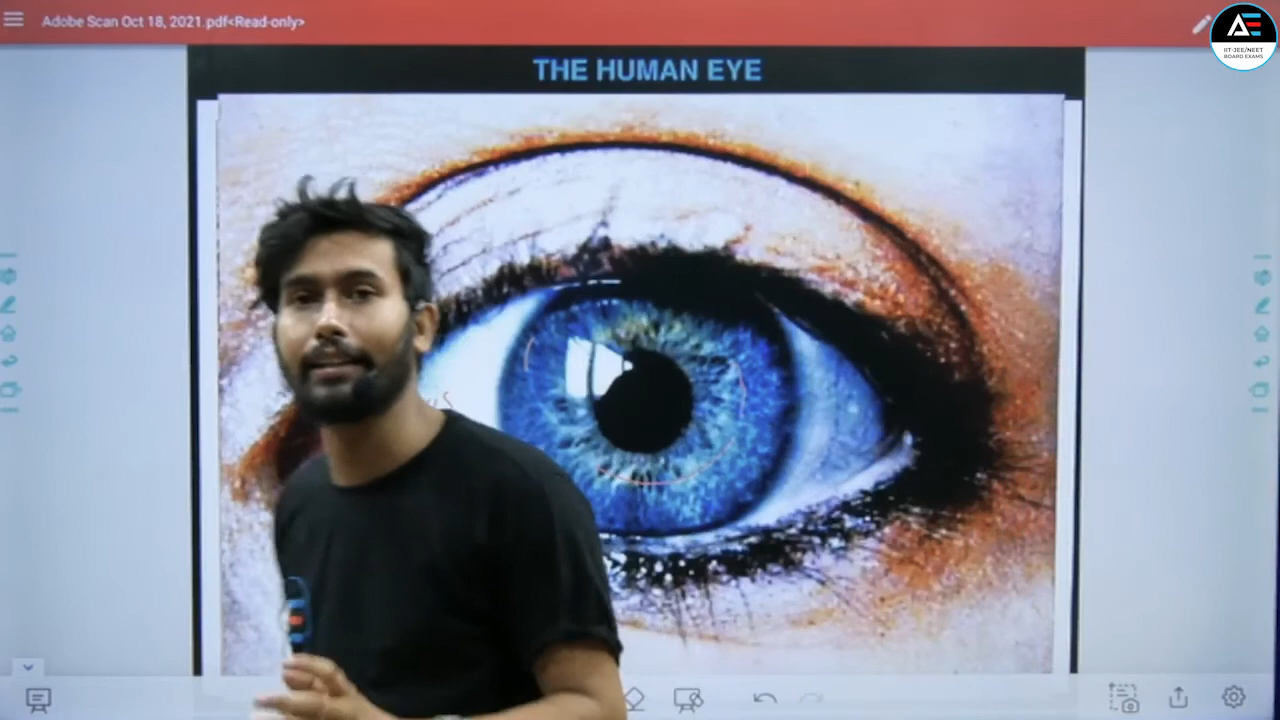 Adobe Scan Oct 18, 2021.pdf<Read-only>
THE HUMAN EYE
IIT-JEE/NEET
BOARD EXAMS